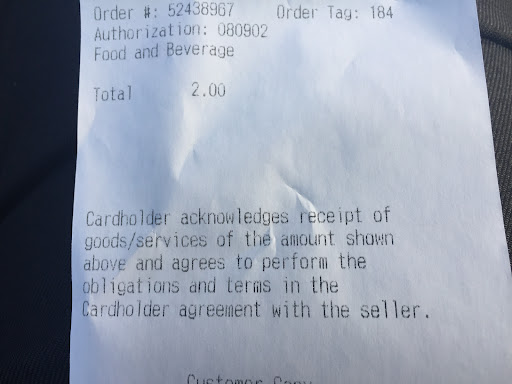 Order #: 52438967 Order Tag: 184
Authorization: 080902
Food and Beverage
Total 2.00
Cardholder acknowledges receipt of
goods/services of the amount shown
above and agrees to perform the
obligations and terms in the
Cardholder agreement with the seller.
Customer Copy